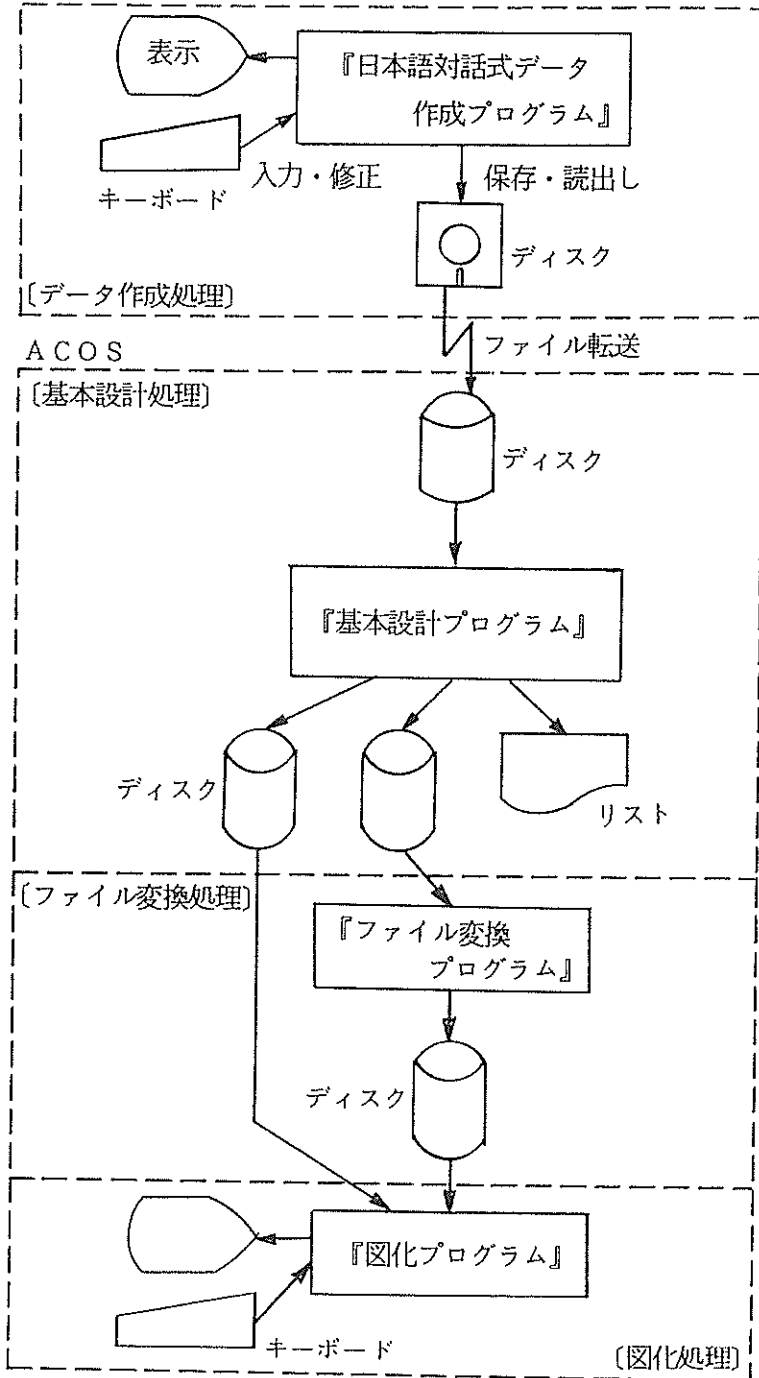 表示
『日本語対話式データ
作成プログラム』
キーボード
入力・修正
保存・読出し
ディスク
〔データ作成処理〕
ACOS
ファイル転送
〔基本設計処理〕
ディスク
『基本設計プログラム』
ディスク
リスト
〔ファイル変換処理〕
『ファイル変換
プログラム』
ディスク
『図化プログラム』
キーボード
〔図化処理〕